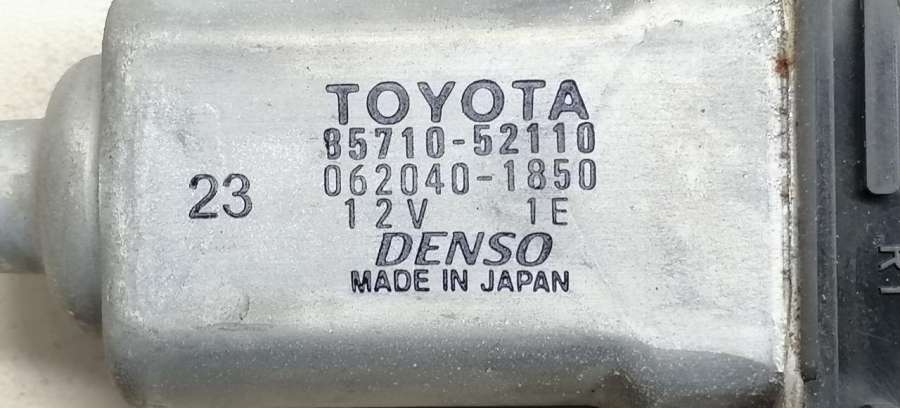 TOYOTA
85710-52110
062040-1850
23
12V 1E
DENSO
MADE IN JAPAN